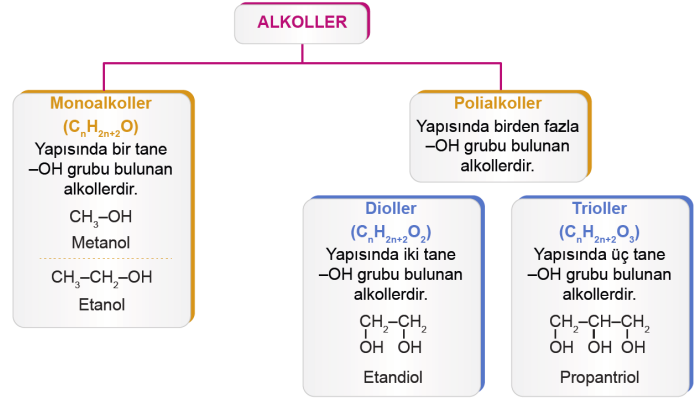 ALKOLLER
Monoalkoller
(CₙH₂ₙ₊₂O)
Yapısında bir tane
–OH grubu bulunan
alkollerdir.
CH₃–OH
Metanol
CH₃–CH₂–OH
Etanol
Polialkoller
Yapısında birden fazla
–OH grubu bulunan
alkollerdir.
Dioller
(CₙH₂ₙ₊₂O₂)
Yapısında iki tane
–OH grubu bulunan
alkollerdir.
CH₂–CH₂
OH OH
Etandiol
Trioller
(CₙH₂ₙ₊₂O₃)
Yapısında üç tane
–OH grubu bulunan
alkollerdir.
CH₂–CH–CH₂
OH OH OH
Propantriol